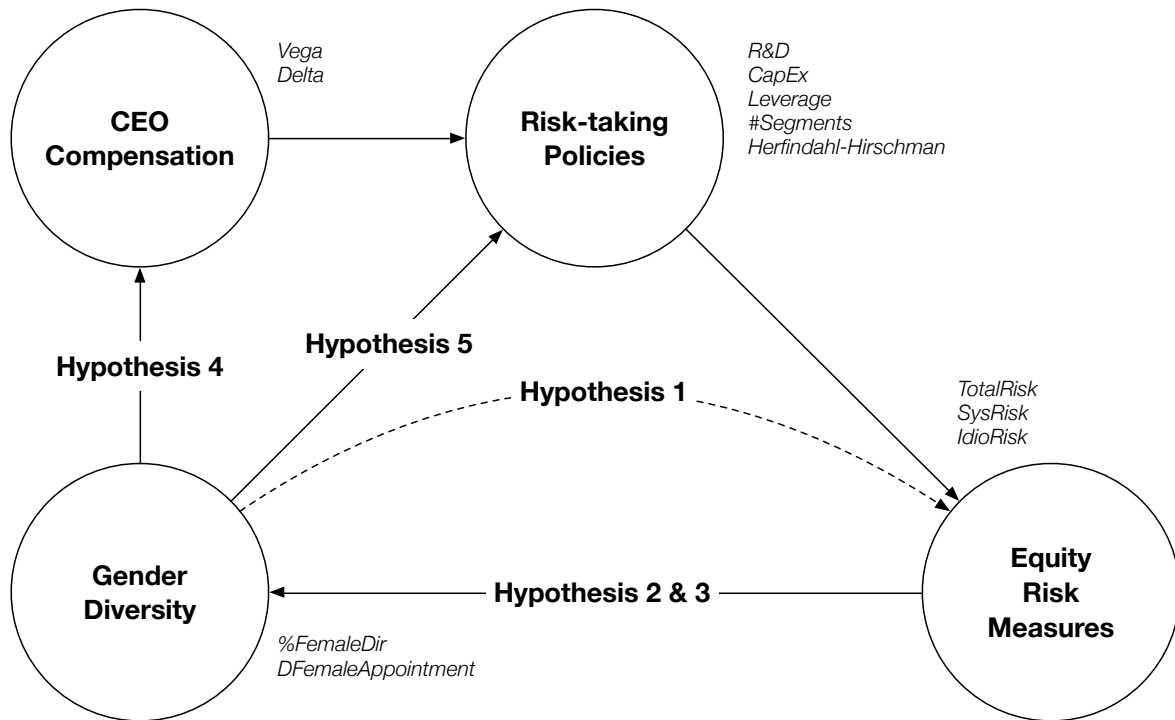 Vega
Delta
CEO
Compensation
Risk-taking
Policies
R&D
CapEx
Leverage
#Segments
Herfindahl-Hirschman
Hypothesis 4
Hypothesis 5
Hypothesis 1
TotalRisk
SysRisk
IdioRisk
Gender
Diversity
Hypothesis 2 & 3
Equity
Risk
Measures
%FemaleDir
DFemaleAppointment